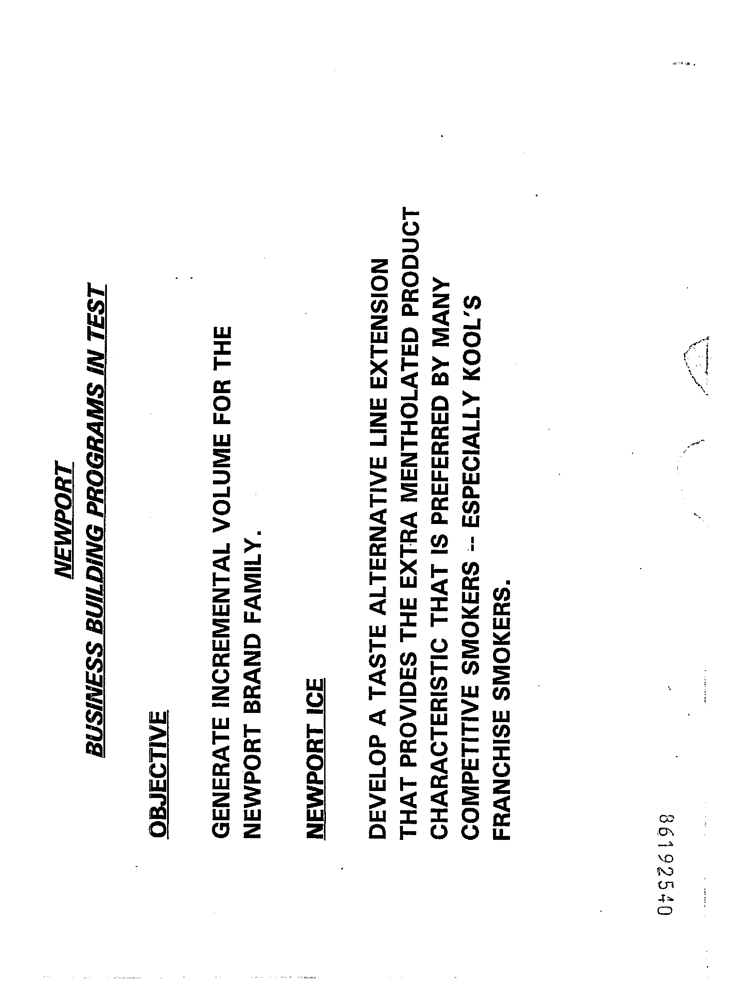 NEWPORT
BUSINESS BUILDING PROGRAMS IN TEST
OBJECTIVE
GENERATE INCREMENTAL VOLUME FOR THE
NEWPORT BRAND FAMILY.
NEWPORT ICE
DEVELOP A TASTE ALTERNATIVE LINE EXTENSION
THAT PROVIDES THE EXTRA MENTHOLATED PRODUCT
CHARACTERISTIC THAT IS PREFERRED BY MANY
COMPETITIVE SMOKERS -- ESPECIALLY KOOL'S
FRANCHISE SMOKERS.
86192540